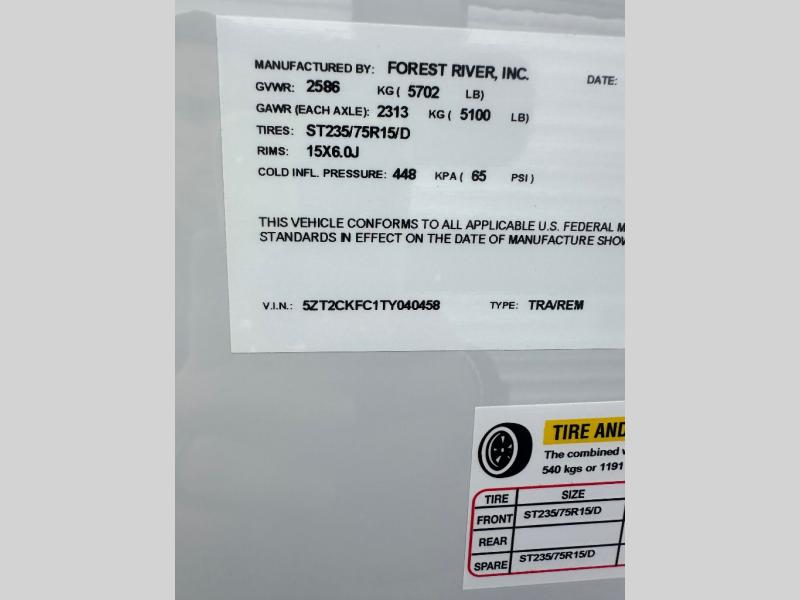 MANUFACTURED BY: FOREST RIVER, INC. DATE:
GVWR: 2586 KG ( 5702 LB)
GAWR (EACH AXLE): 2313 KG ( 5100 LB)
TIRES: ST235/75R15/D
RIMS: 15X6.0J
COLD INFL. PRESSURE: 448 KPA ( 65 PSI )
THIS VEHICLE CONFORMS TO ALL APPLICABLE U.S. FEDERAL M
STANDARDS IN EFFECT ON THE DATE OF MANUFACTURE SHOW
V.I.N.: 5ZT2CKFC1TY040458 TYPE: TRA/REM
TIRE AND
The combined
540 kgs or 1191
TIRE SIZE
FRONT ST235/75R15/D
REAR
SPARE ST235/75R15/D